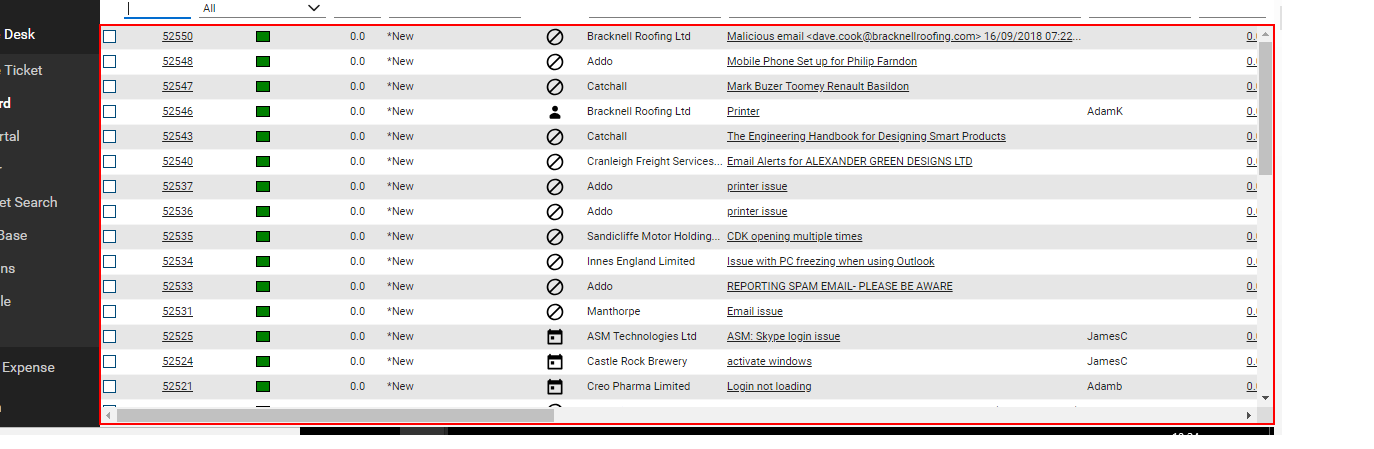 All
Desk
52550 0.0 *New Bracknell Roofing Ltd Malicious email <dave.cook@bracknellroofing.com> 16/09/2018 07:22... 0.
52548 0.0 *New Addo Mobile Phone Set up for Philip Farndon 0.
Ticket
52547 0.0 *New Catchall Mark Buzer Toomey Renault Basildon 0.
rd
52546 0.0 *New Bracknell Roofing Ltd Printer AdamK 0.
rtal
52543 0.0 *New Catchall The Engineering Handbook for Designing Smart Products 0.
52540 0.0 *New Cranleigh Freight Services... Email Alerts for ALEXANDER GREEN DESIGNS LTD 0.
52537 0.0 *New Addo printer issue 0.
et Search
52536 0.0 *New Addo printer issue 0.
Base
52535 0.0 *New Sandicliffe Motor Holding... CDK opening multiple times 0.
ns
52534 0.0 *New Innes England Limited Issue with PC freezing when using Outlook 0.
52533 0.0 *New Addo REPORTING SPAM EMAIL- PLEASE BE AWARE 0.
le
52531 0.0 *New Manthorpe Email issue 0.
52525 0.0 *New ASM Technologies Ltd ASM: Skype login issue JamesC 0.
52524 0.0 *New Castle Rock Brewery activate windows JamesC 0.
Expense
52521 0.0 *New Creo Pharma Limited Login not loading Adamb 0.